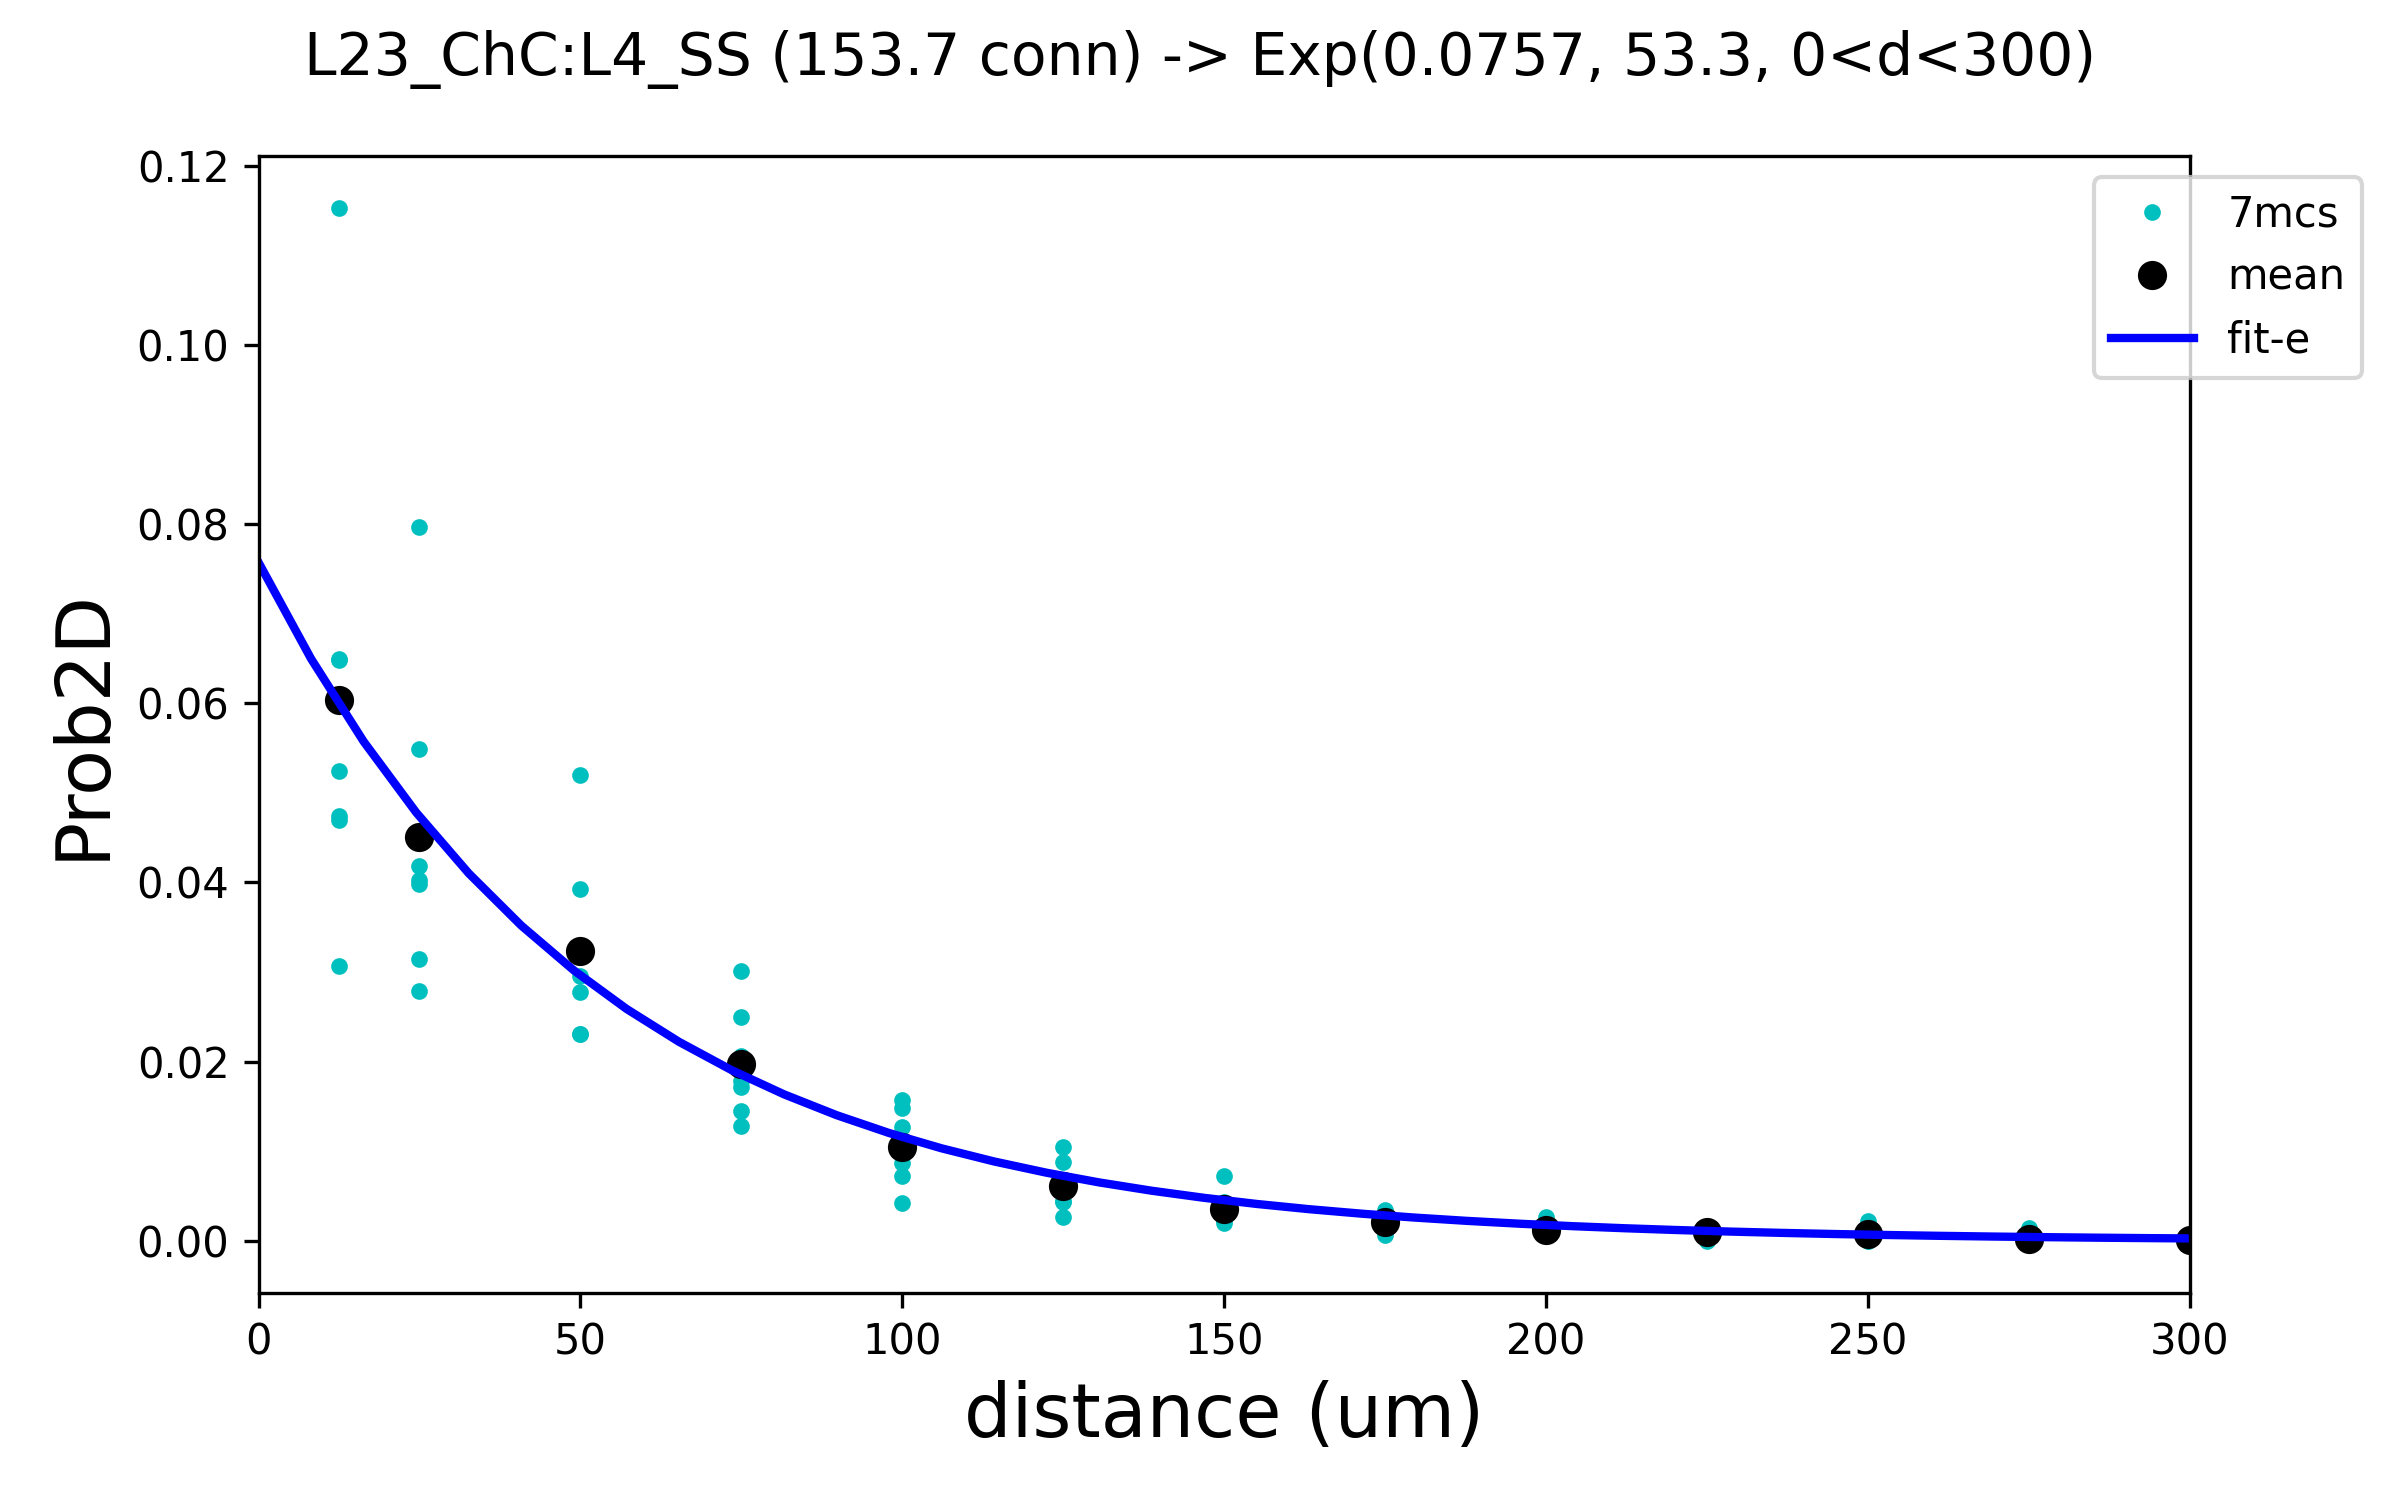 L23_ChC:L4_SS (153.7 conn) -> Exp(0.0757, 53.3, 0<d<300)
0.12
0.10
0.08
0.06
0.04
0.02
0.00
Prob2D
7mcs
mean
fit-e
0 50 100 150 200 250 300
distance (um)